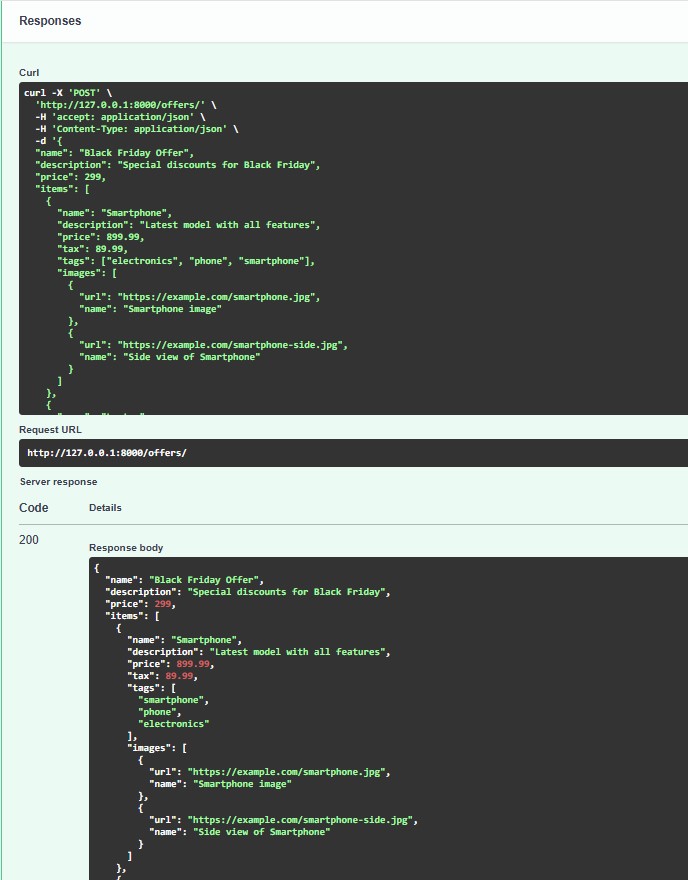 Responses
Curl
curl -X 'POST' \
  'http://127.0.0.1:8000/offers/' \
  -H 'accept: application/json' \
  -H 'Content-Type: application/json' \
  -d '{
  "name": "Black Friday Offer",
  "description": "Special discounts for Black Friday",
  "price": 299,
  "items": [
    {
      "name": "Smartphone",
      "description": "Latest model with all features",
      "price": 899.99,
      "tax": 89.99,
      "tags": ["electronics", "phone", "smartphone"],
      "images": [
        {
          "url": "https://example.com/smartphone.jpg",
          "name": "Smartphone image"
        },
        {
          "url": "https://example.com/smartphone-side.jpg",
          "name": "Side view of Smartphone"
        }
      ]
    },
    {
Request URL
http://127.0.0.1:8000/offers/
Server response
Code Details
200
Response body
{
  "name": "Black Friday Offer",
  "description": "Special discounts for Black Friday",
  "price": 299,
  "items": [
    {
      "name": "Smartphone",
      "description": "Latest model with all features",
      "price": 899.99,
      "tax": 89.99,
      "tags": [
        "smartphone",
        "phone",
        "electronics"
      ],
      "images": [
        {
          "url": "https://example.com/smartphone.jpg",
          "name": "Smartphone image"
        },
        {
          "url": "https://example.com/smartphone-side.jpg",
          "name": "Side view of Smartphone"
        }
      ]
    },